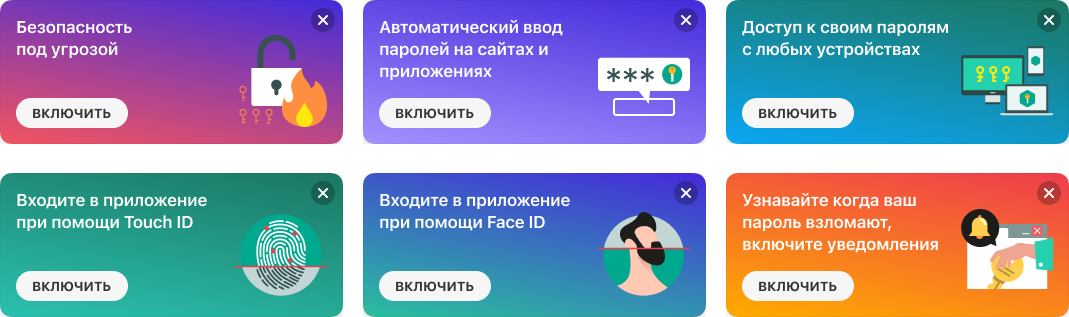 Безопасность
под угрозой
ВКЛЮЧИТЬ
Автоматический ввод
паролей на сайтах и
приложениях
***
ВКЛЮЧИТЬ
Доступ к своим паролям
с любых устройствах
ВКЛЮЧИТЬ
Входите в приложение
при помощи Touch ID
ВКЛЮЧИТЬ
Входите в приложение
при помощи Face ID
ВКЛЮЧИТЬ
Узнавайте когда ваш
пароль взломают,
включите уведомления
ВКЛЮЧИТЬ